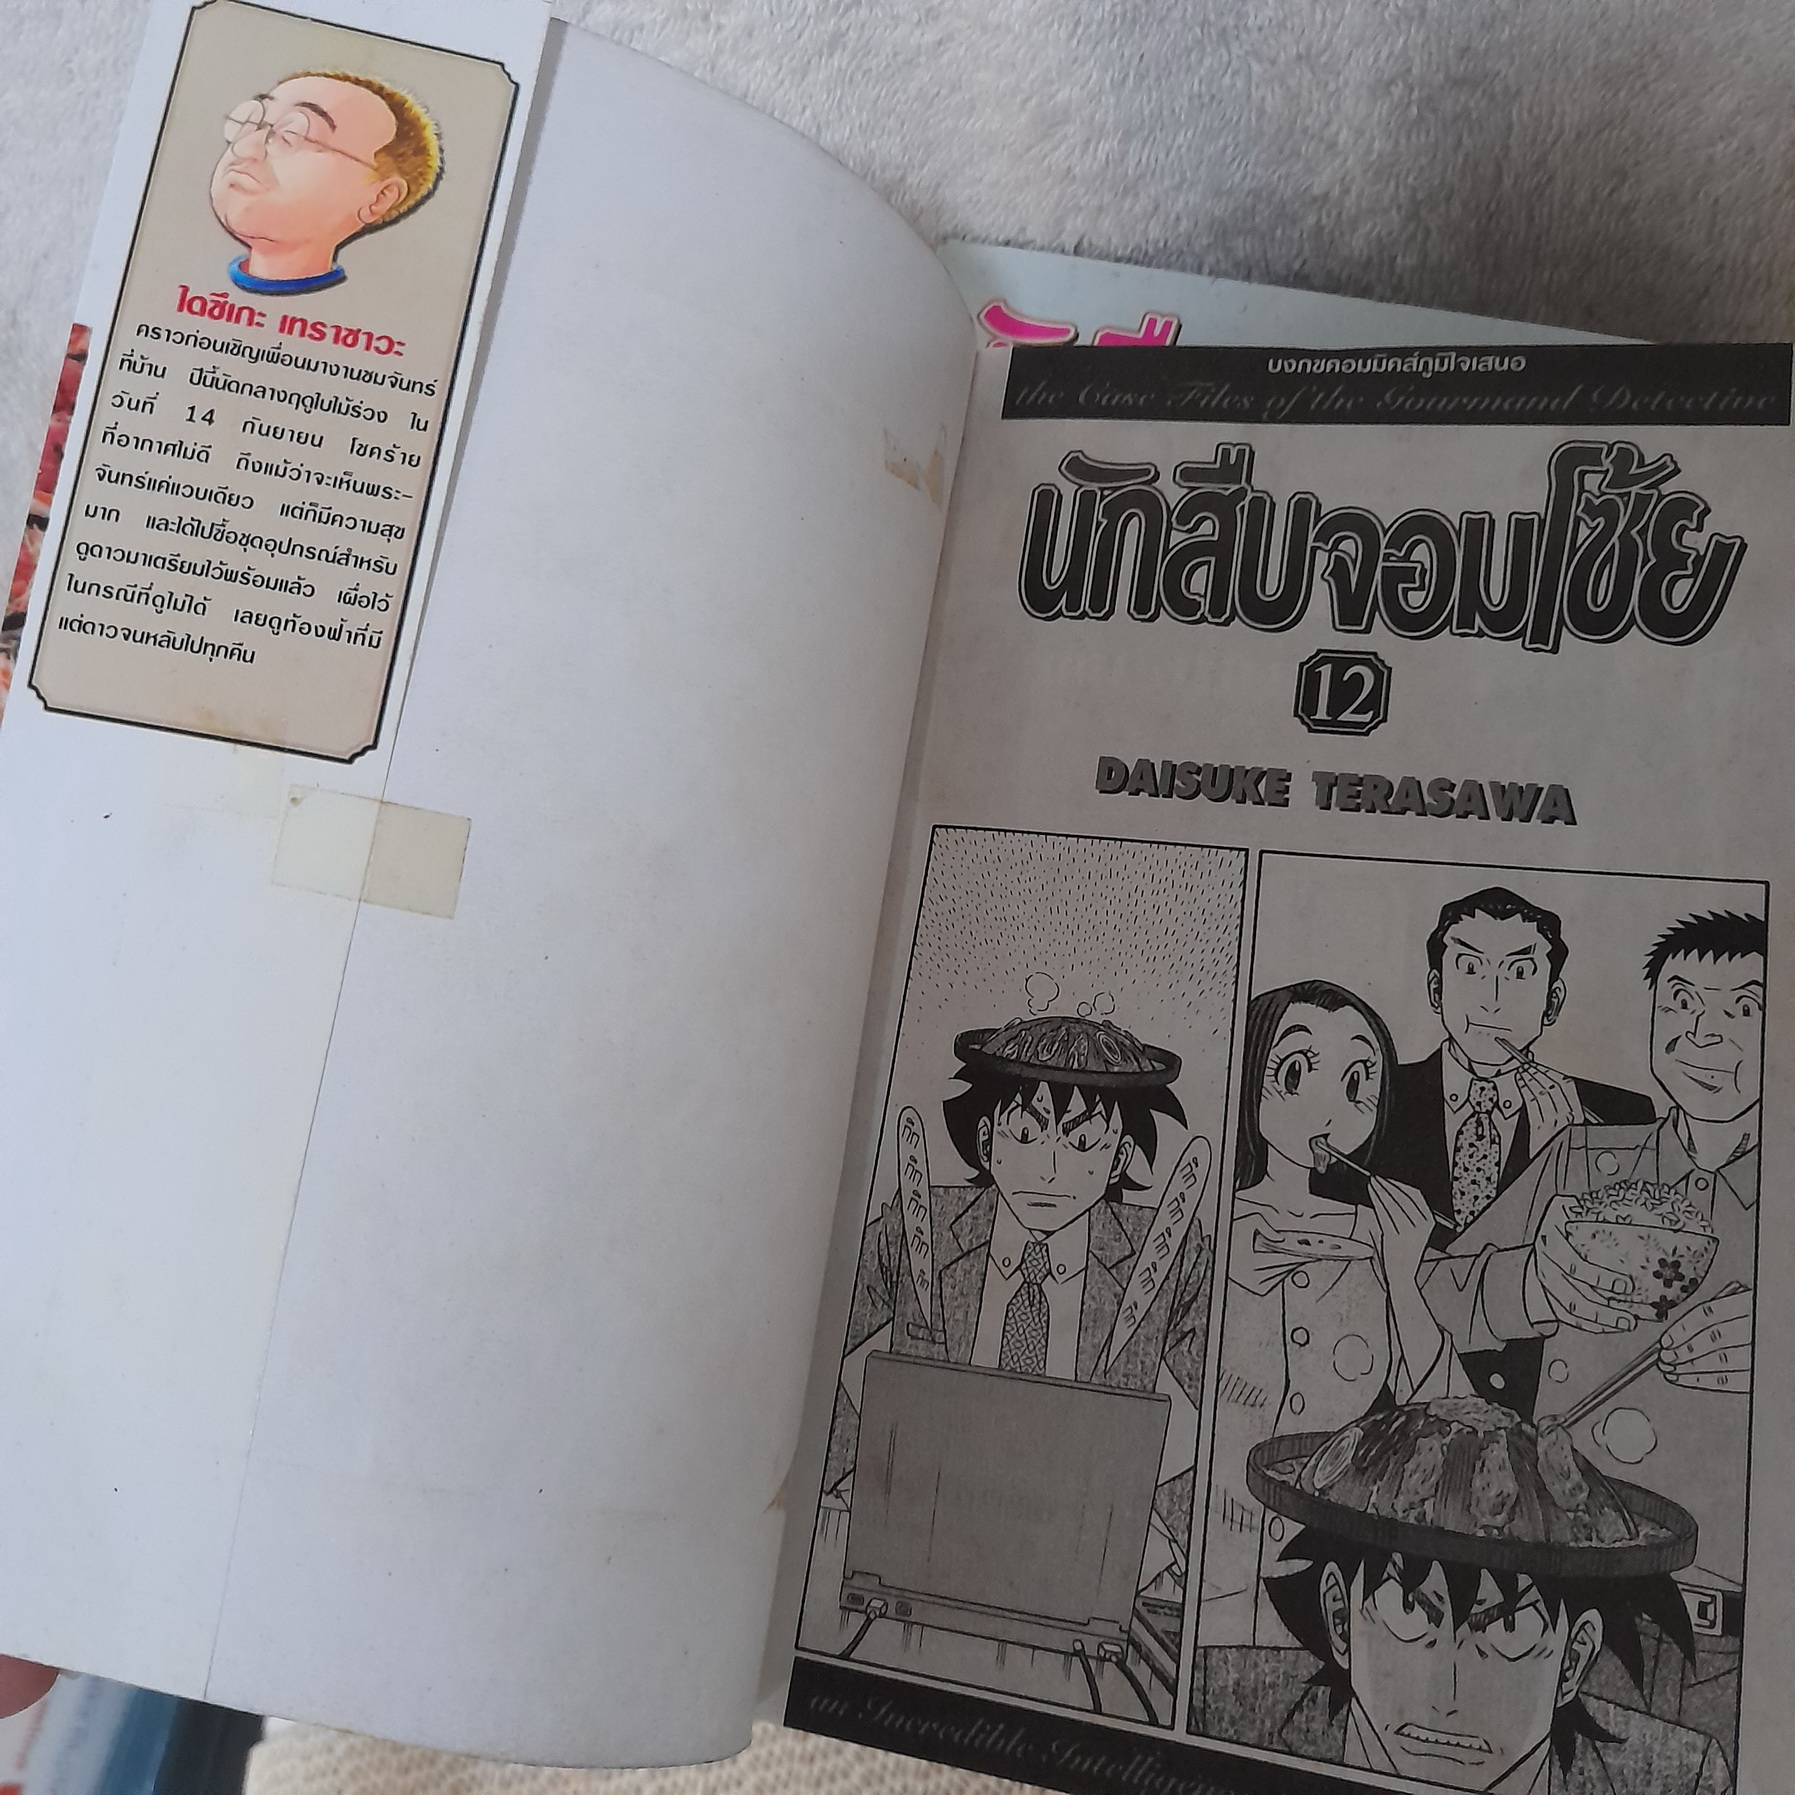 ไดซึเกะ เทราซาวะ
คราวก่อนเชิญเพื่อนมางานชมจันทร์
ที่บ้าน ปีนี้นัดกลางฤดูใบไม้ร่วง ใน
วันที่ 14 กันยายน โชคร้าย
ที่อากาศไม่ดี ถึงแม้ว่าจะเห็นพระ-
จันทร์แค่แวบเดียว แต่ก็มีความสุข
มาก และได้ไปซื้อชุดอุปกรณ์สำหรับ
ดูดาวมาเตรียมไว้พร้อมแล้ว เผื่อไว้
ในกรณีที่ดูไม่ได้ เลยดูท้องฟ้าที่มี
แต่ดาวจนหลับไปทุกคืน
บงกชคอมมิคส์ภูมิใจเสนอ
the Case Files of the Gourmand Detective
นักสืบจอมโซ้ย
12
DAISUKE TERASAWA
กึก
กึก
กึก
กึก
กึก
an Incredible